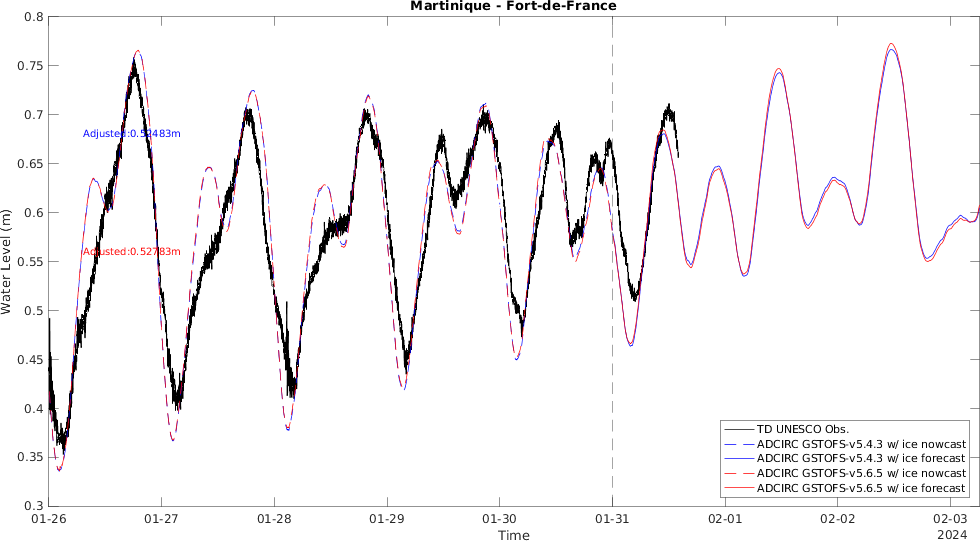 Martinique - Fort-de-France
0.8
0.75
0.7
0.65
0.6
0.55
0.5
0.45
0.4
0.35
0.3
Water Level (m)
Adjusted:0.52483m
Adjusted:0.52783m
TD UNESCO Obs.
ADCIRC GSTOFS-v5.4.3 w/ ice nowcast
ADCIRC GSTOFS-v5.4.3 w/ ice forecast
ADCIRC GSTOFS-v5.6.5 w/ ice nowcast
ADCIRC GSTOFS-v5.6.5 w/ ice forecast
01-26 01-27 01-28 01-29 01-30 01-31 02-01 02-02 02-03
Time 2024